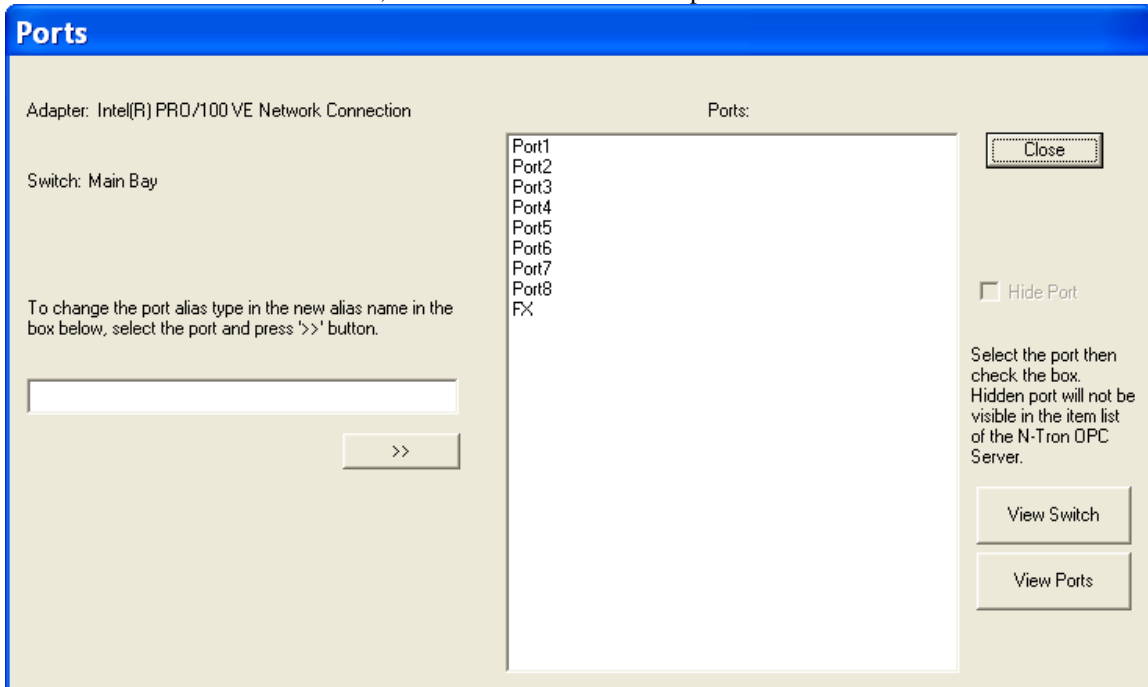 Ports
Adapter: Intel(R) PRO/100 VE Network Connection
Switch: Main Bay
To change the port alias type in the new alias name in the
box below, select the port and press '>>' button.
>>
Ports:
Port1
Port2
Port3
Port4
Port5
Port6
Port7
Port8
FX
Close
Hide Port
Select the port then
check the box.
Hidden port will not be
visible in the item list
of the N-Tron OPC
Server.
View Switch
View Ports